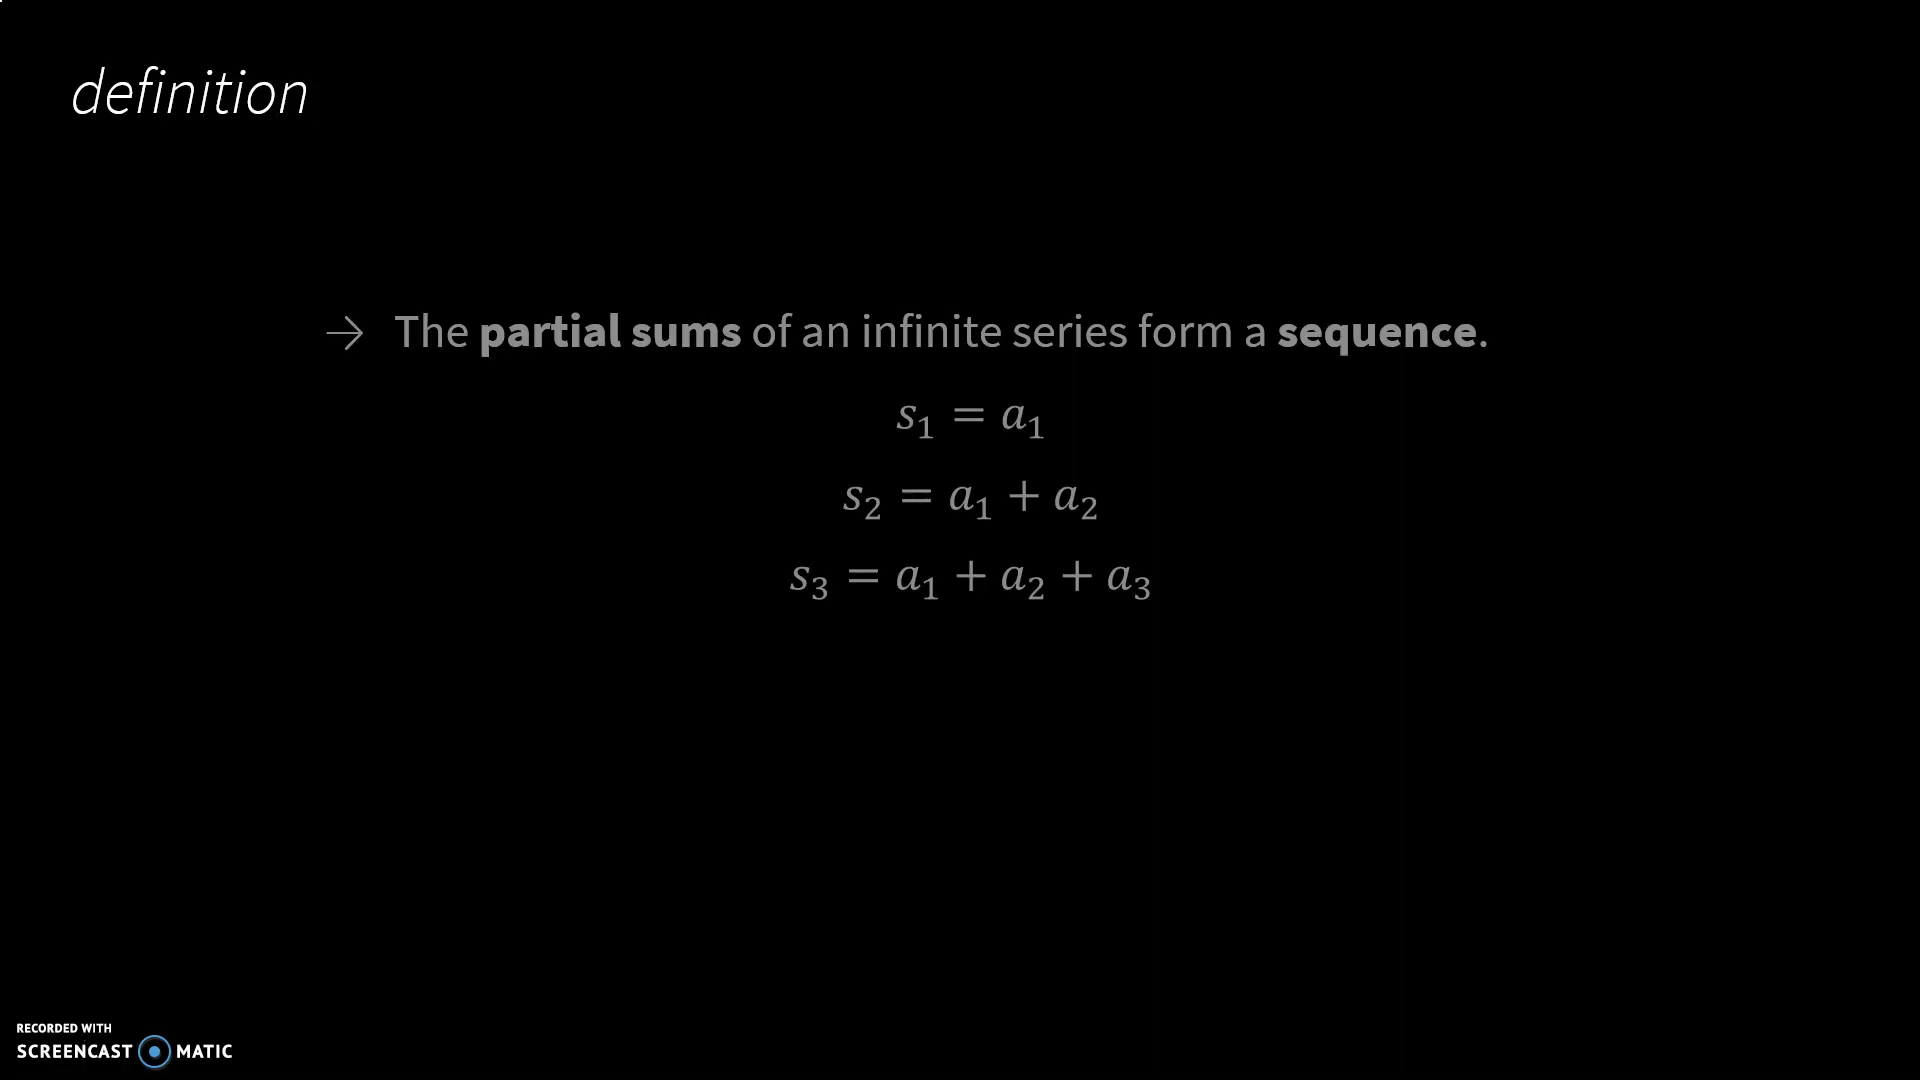 definition
→ The partial sums of an infinite series form a sequence.
s₁ = a₁
s₂ = a₁ + a₂
s₃ = a₁ + a₂ + a₃
RECORDED WITH
SCREENCAST MATIC